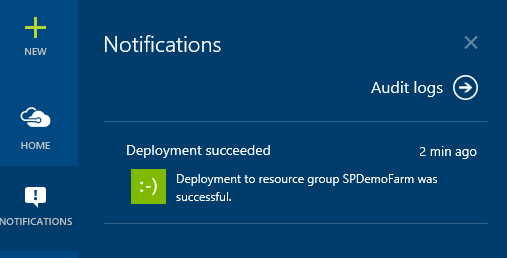 NEW
HOME
NOTIFICATIONS
Notifications
Audit logs
Deployment succeeded
2 min ago
:-)
Deployment to resource group SPDemoFarm was
successful.